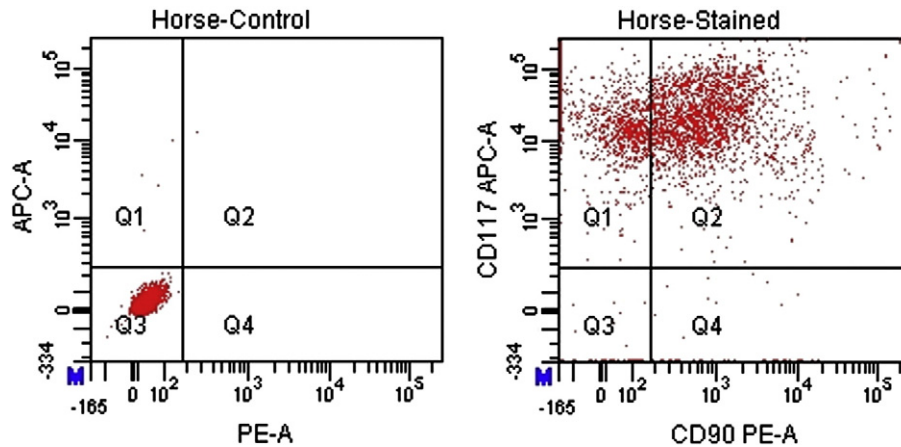 Horse-Control
APC-A
10^5
10^4
10^3
0
-334
Q1
Q2
Q3
Q4
M
-165
0
10^2
10^3
10^4
10^5
PE-A
Horse-Stained
CD117 APC-A
10^5
10^4
10^3
0
-334
Q1
Q2
Q3
Q4
M
-165
0
10^2
10^3
10^4
10^5
CD90 PE-A